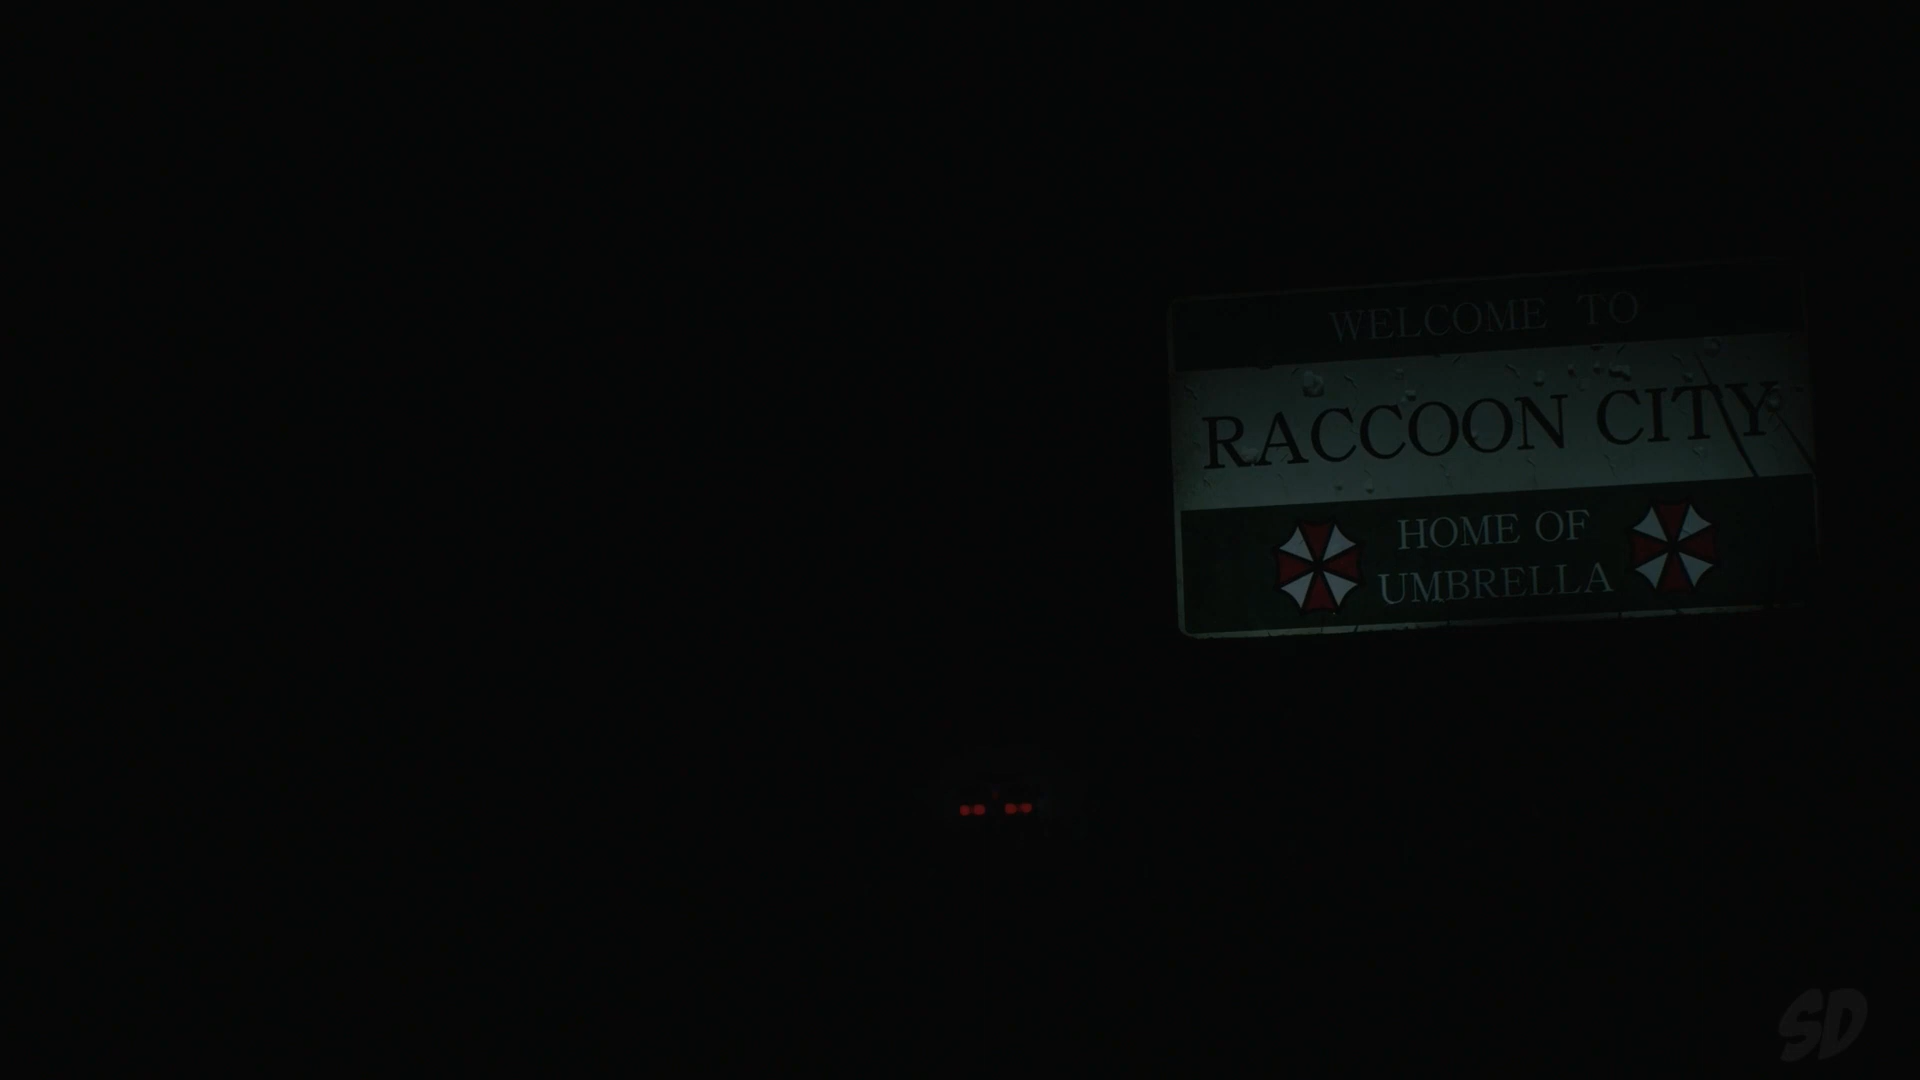 WELCOME TO
RACCOON CITY
HOME OF
UMBRELLA
SD